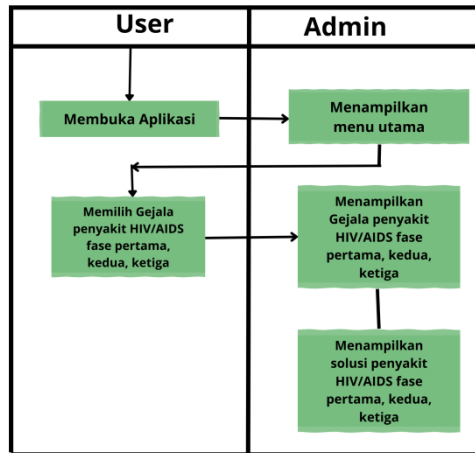 User
Admin
Membuka Aplikasi
Menampilkan
menu utama
Memilih Gejala
penyakit HIV/AIDS
fase pertama,
kedua, ketiga
Menampilkan
Gejala penyakit
HIV/AIDS fase
pertama, kedua,
ketiga
Menampilkan
solusi penyakit
HIV/AIDS fase
pertama, kedua,
ketiga